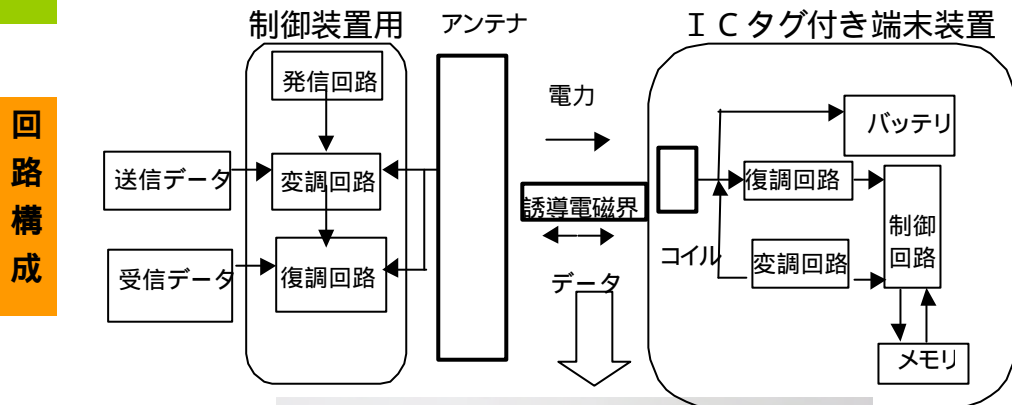 回路構成
制御装置用
アンテナ
ＩＣタグ付き端末装置
発信回路
電力
バッテリ
送信データ
変調回路
復調回路
誘導電磁界
制御
回路
受信データ
復調回路
コイル
変調回路
データ
メモリ